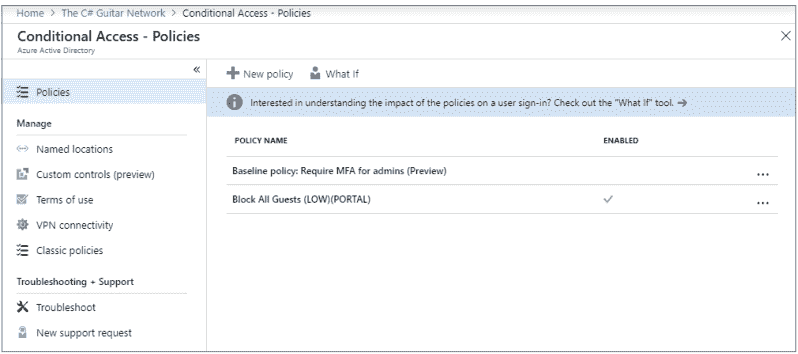 Home > The C# Guitar Network > Conditional Access - Policies
Conditional Access - Policies
Azure Active Directory
«
Policies
Manage
Named locations
Custom controls (preview)
Terms of use
VPN connectivity
Classic policies
Troubleshooting + Support
Troubleshoot
New support request
New policy What If
Interested in understanding the impact of the policies on a user sign-in? Check out the "What If" tool. →
POLICY NAME ENABLED
Baseline policy: Require MFA for admins (Preview) ...
Block All Guests (LOW)(PORTAL) ✓ ...